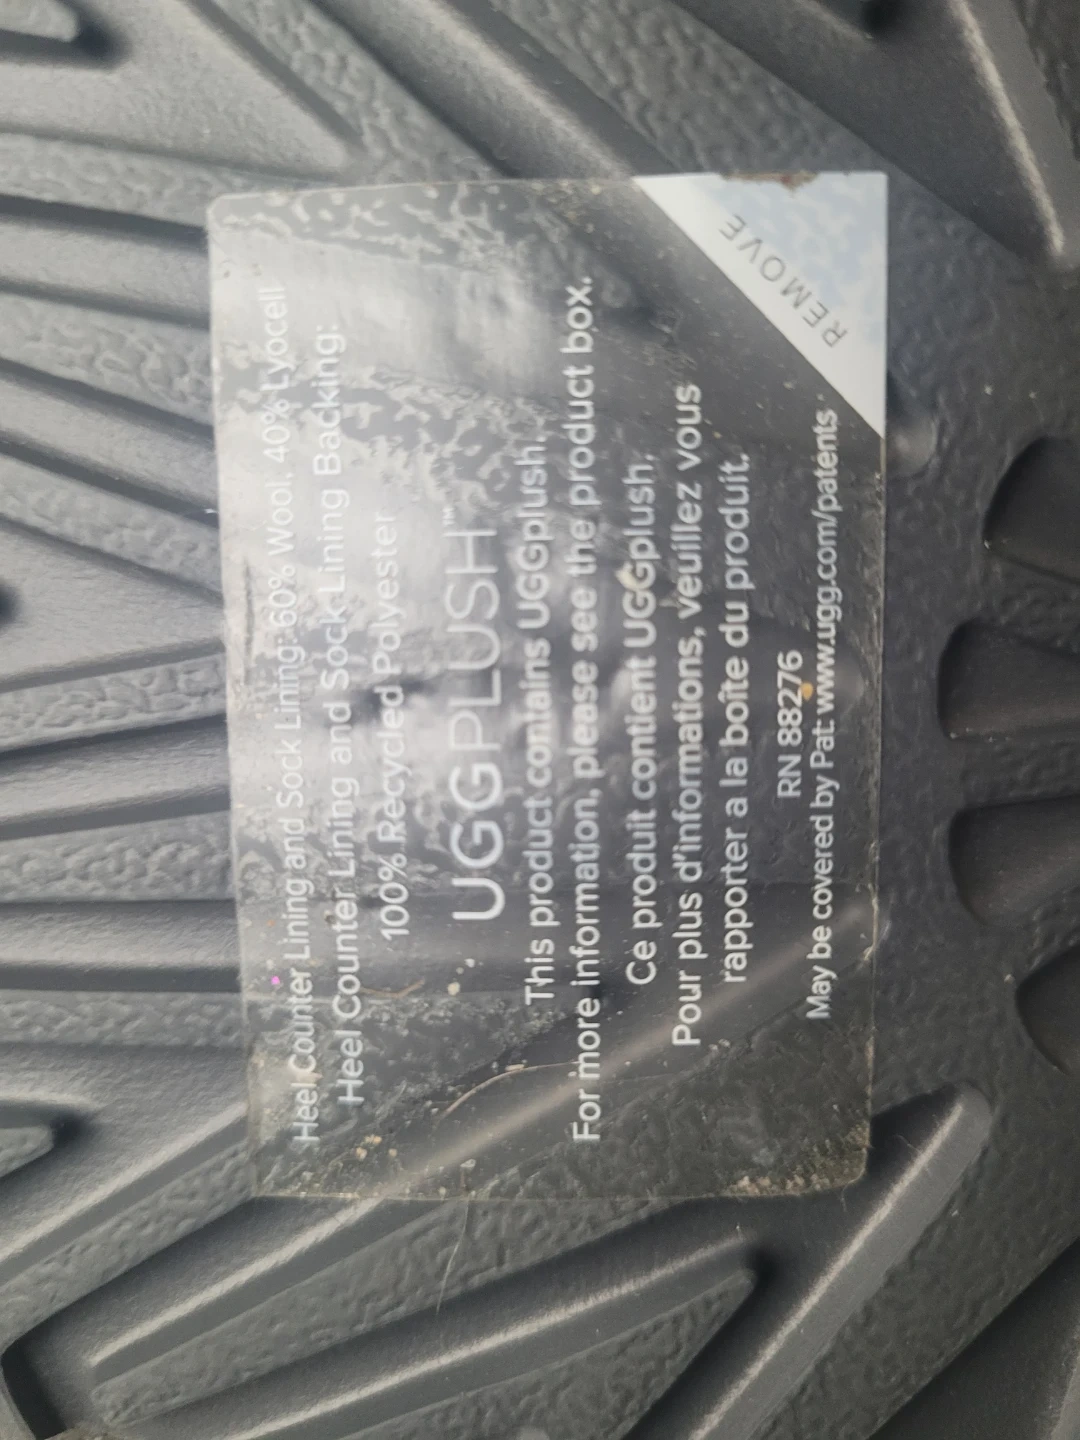 Heel Counter Lining and Sock Lining: 60% Wool, 40% Lyocell
Heel Counter Lining and Sock Lining Backing:
100% Recycled Polyester
UGGPLUSH™
This product contains UGGplush.
For more information, please see the product box.
Ce produit contient UGGplush.
Pour plus d'informations, veuillez vous
rapporter a la boîte du produit.
RN 88276
May be covered by Pat: www.ugg.com/patents
REMOVE